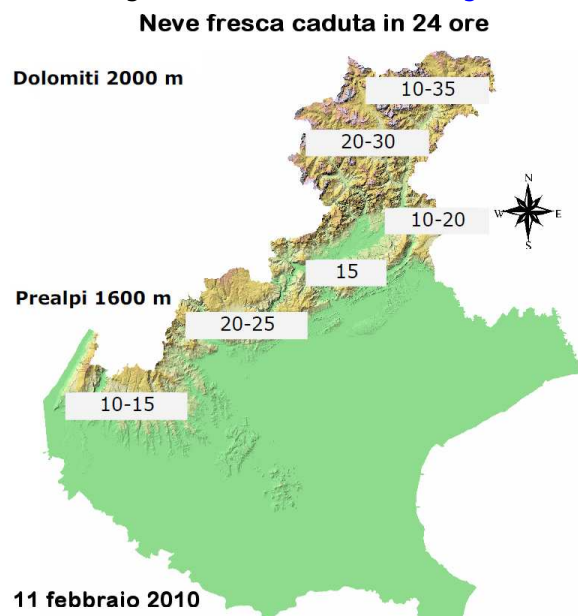 Neve fresca caduta in 24 ore
Dolomiti 2000 m
10-35
20-30
N
W E
S
10-20
15
Prealpi 1600 m
20-25
10-15
11 febbraio 2010